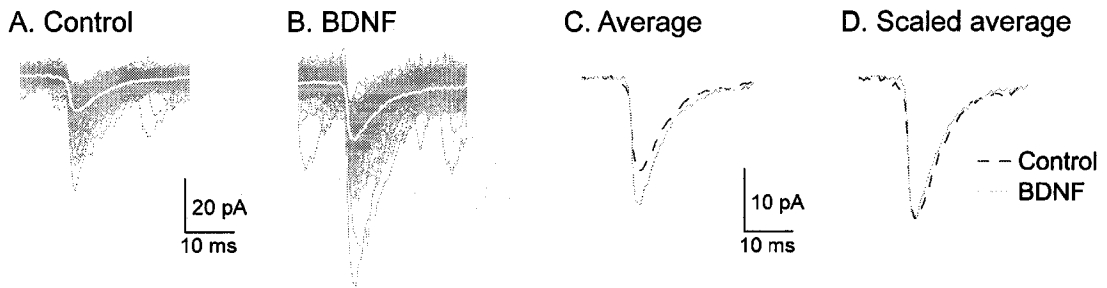 A. Control
B. BDNF
C. Average
D. Scaled average
20 pA
10 ms
10 pA
10 ms
Control
BDNF